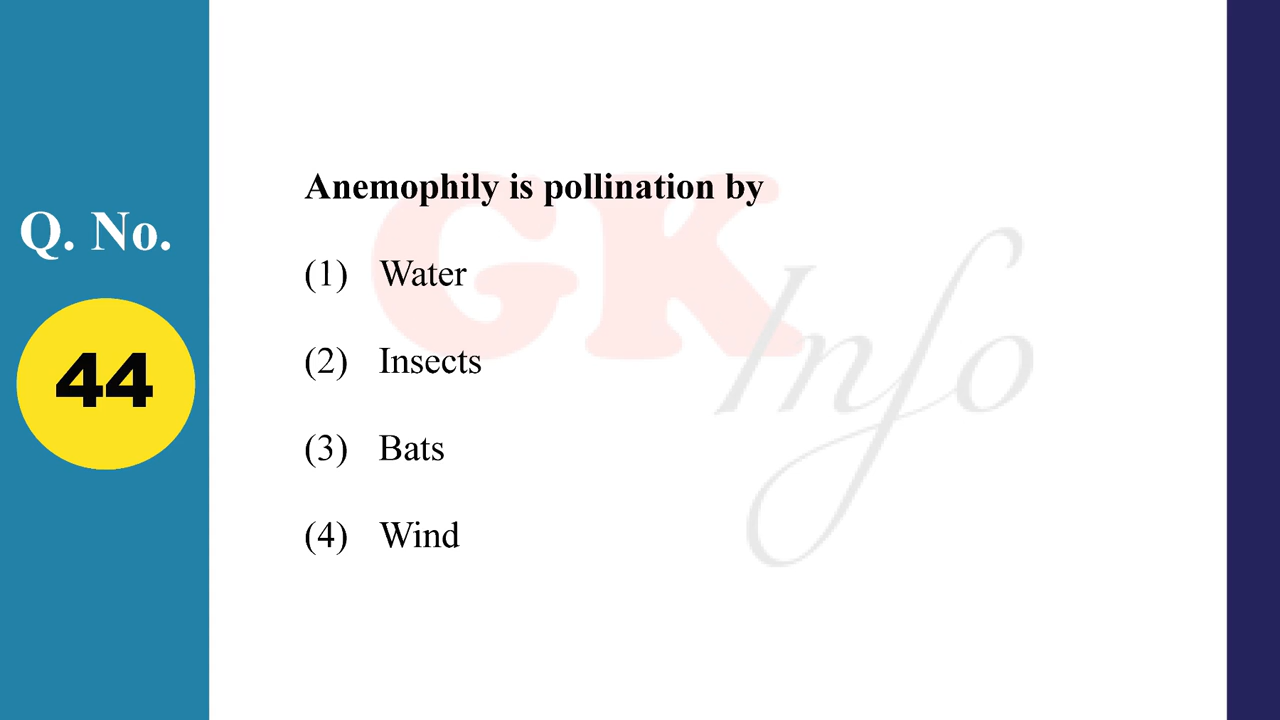 Q. No.
44
Anemophily is pollination by
(1) Water
(2) Insects
(3) Bats
(4) Wind
GK
Info